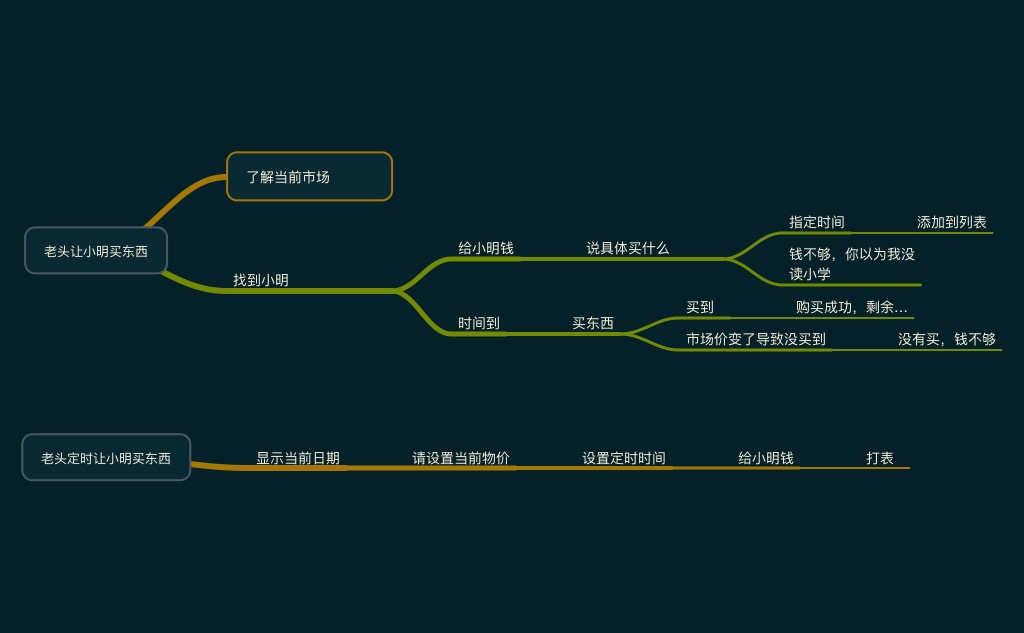 了解当前市场
老头让小明买东西
找到小明
给小明钱
说具体买什么
指定时间
添加到列表
钱不够，你以为我没
读小学
时间到
买东西
买到
购买成功，剩余...
市场价变了导致没买到
没有买，钱不够
老头定时让小明买东西
显示当前日期
请设置当前物价
设置定时时间
给小明钱
打表